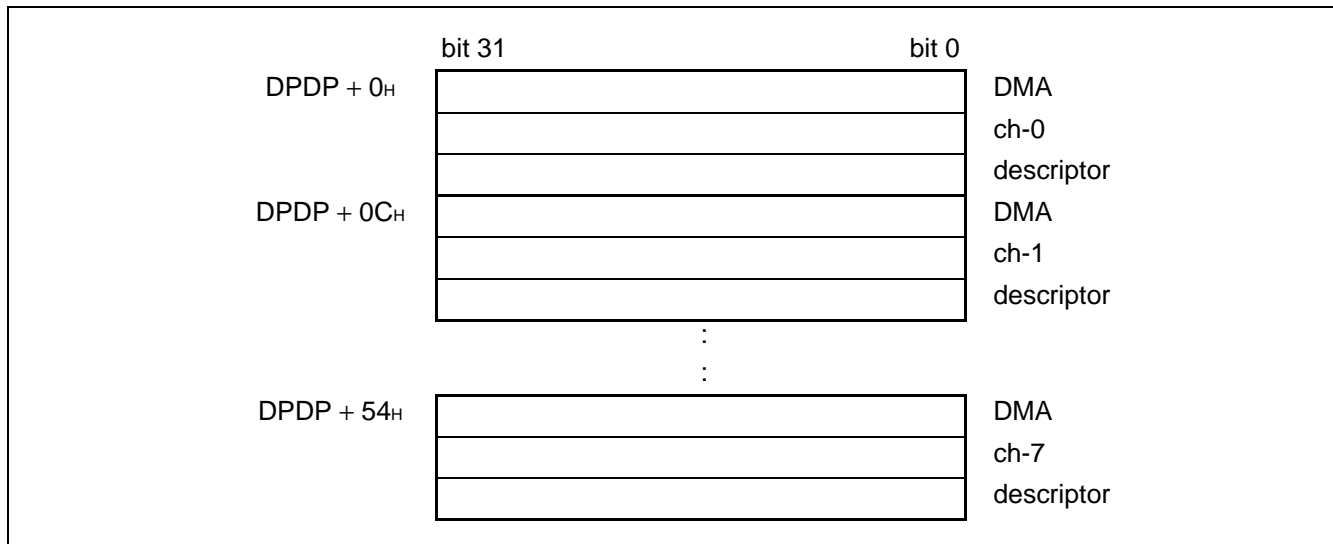 bit 31 bit 0
DPDP + 0H DMA
ch-0
descriptor
DPDP + 0CH DMA
ch-1
descriptor
:
:
DPDP + 54H DMA
ch-7
descriptor